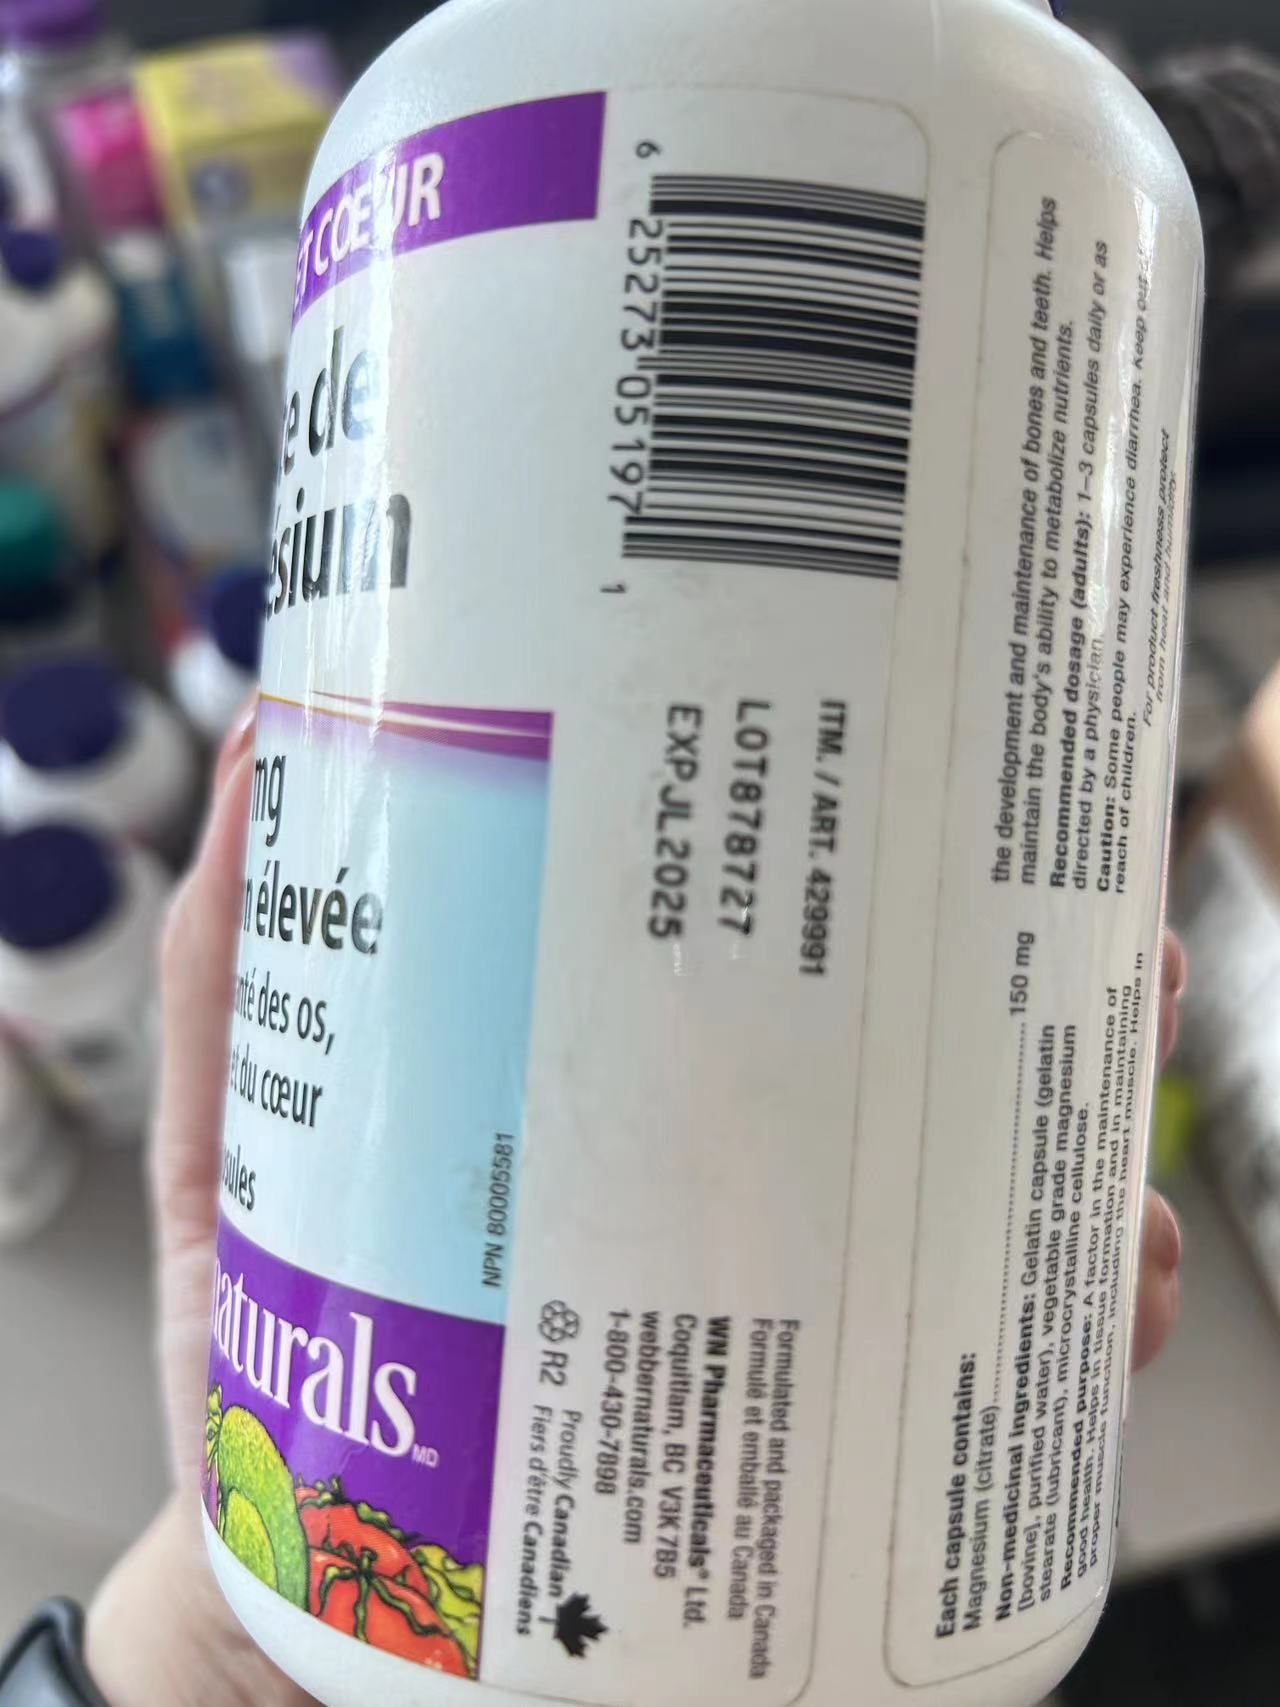 ET COEUR
de
mg
élevée
des os,
du cœur
NPN 80005581
naturals
MD
6 25273 05197 1
ITM. / ART. 429991
LOT878727
EXP JL 2025
Formulated and packaged in Canada
Formulé et emballé au Canada
WN Pharmaceuticals® Ltd.
Coquitlam, BC V3K 7B5
webbernaturals.com
1-800-430-7898
R2 Proudly Canadian
Fiers d'être Canadiens
Each capsule contains:
Magnesium (citrate) 150 mg
Non-medicinal ingredients: Gelatin capsule (gelatin
[bovine], purified water), vegetable grade magnesium
stearate (lubricant), microcrystalline cellulose.
Recommended purpose: A factor in the maintenance of
good health. Helps in tissue formation and in maintaining
proper muscle function, including the heart muscle. Helps in
the development and maintenance of bones and teeth. Helps
maintain the body's ability to metabolize nutrients.
Recommended dosage (adults): 1–3 capsules daily or as
directed by a physician.
Caution: Some people may experience diarrhea. Keep out
reach of children.
For product freshness protect
from heat and humidity.